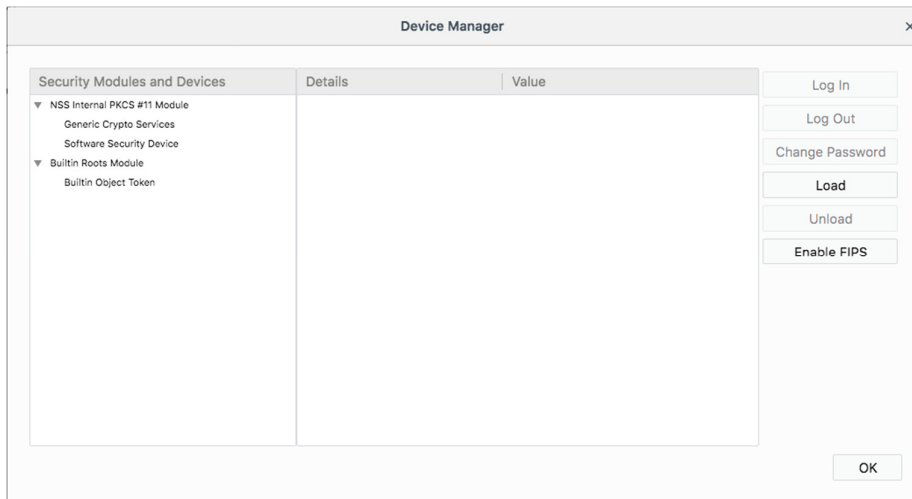 Device Manager
Security Modules and Devices
Details
Value
NSS Internal PKCS #11 Module
Generic Crypto Services
Software Security Device
Builtin Roots Module
Builtin Object Token
Log In
Log Out
Change Password
Load
Unload
Enable FIPS
OK